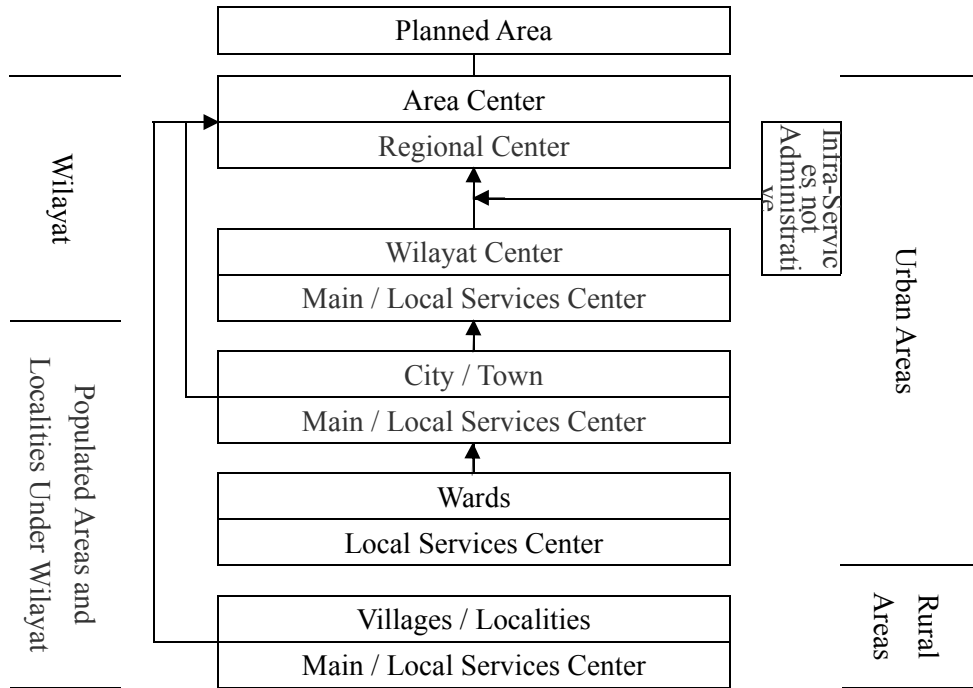 Planned Area
Area Center
Regional Center
Wilayat
Infra-Servic
es not
Administrati
ve
Wilayat Center
Main / Local Services Center
Urban Areas
City / Town
Main / Local Services Center
Populated Areas and
Localities Under Wilayat
Wards
Local Services Center
Villages / Localities
Main / Local Services Center
Rural
Areas